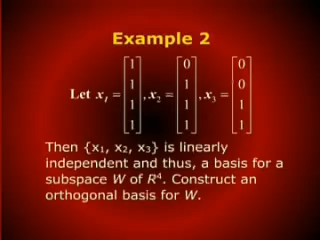 Example 2
Let x₁ = [1 1 1 1], x₂ = [0 1 1 1], x₃ = [0 0 1 1]
Then {x₁, x₂, x₃} is linearly
independent and thus, a basis for a
subspace W of R⁴. Construct an
orthogonal basis for W.